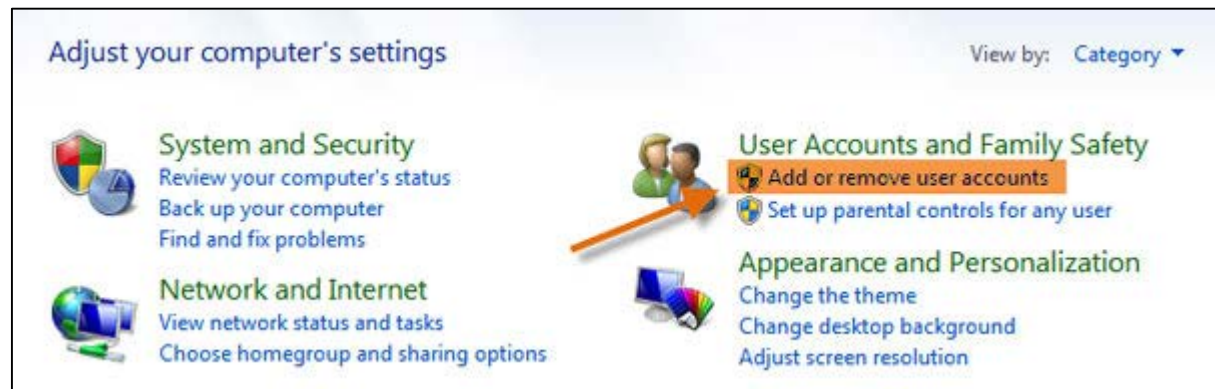 Adjust your computer's settings
View by: Category
System and Security
Review your computer's status
Back up your computer
Find and fix problems
Network and Internet
View network status and tasks
Choose homegroup and sharing options
User Accounts and Family Safety
Add or remove user accounts
Set up parental controls for any user
Appearance and Personalization
Change the theme
Change desktop background
Adjust screen resolution